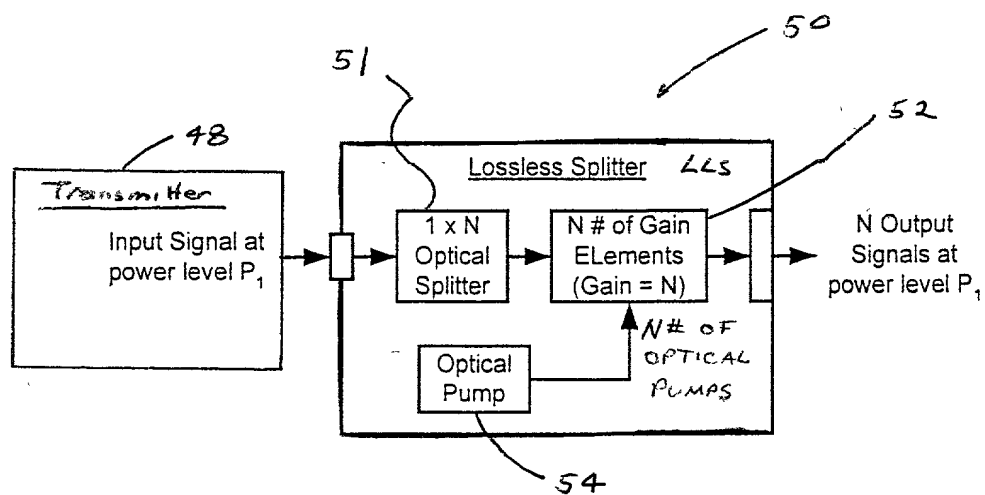 50
51
52
48
Lossless Splitter LLS
Transmitter
Input Signal at
power level P₁
1 x N
Optical
Splitter
N # of Gain
ELements
(Gain = N)
N Output
Signals at
power level P₁
N# OF
OPTICAL
PUMPS
Optical
Pump
54